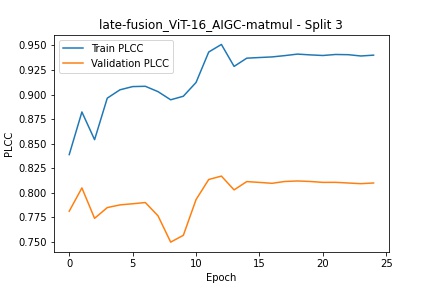 late-fusion_ViT-16_AIGC-matmul - Split 3
Train PLCC
Validation PLCC
0.950
0.925
0.900
0.875
0.850
0.825
0.800
0.775
0.750
PLCC
0 5 10 15 20 25
Epoch